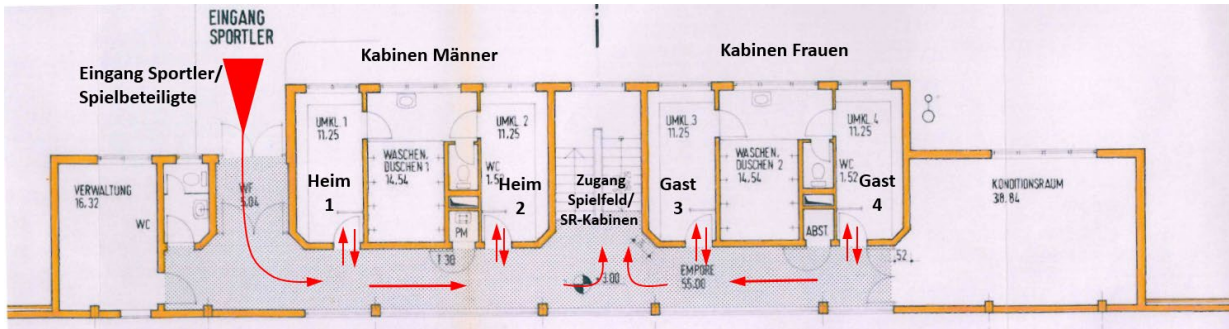 EINGANG
SPORTLER
Kabinen Männer
Kabinen Frauen
Eingang Sportler/
Spielbeteiligte
UMKL 1
11.25
UMKL 2
11.25
UMKL 3
11.25
UMKL 4
11.25
WASCHEN,
DUSCHEN 1
14.54
WC
WASCHEN,
DUSCHEN 2
14.54
WC
1.52
VERWALTUNG
16.32
WC
WF
5.04
Heim
1
Heim
2
Zugang
Spielfeld/
SR-Kabinen
Gast
3
Gast
4
KONDITIONSRAUM
38.84
PM
ABST.
EMPORE
55.00